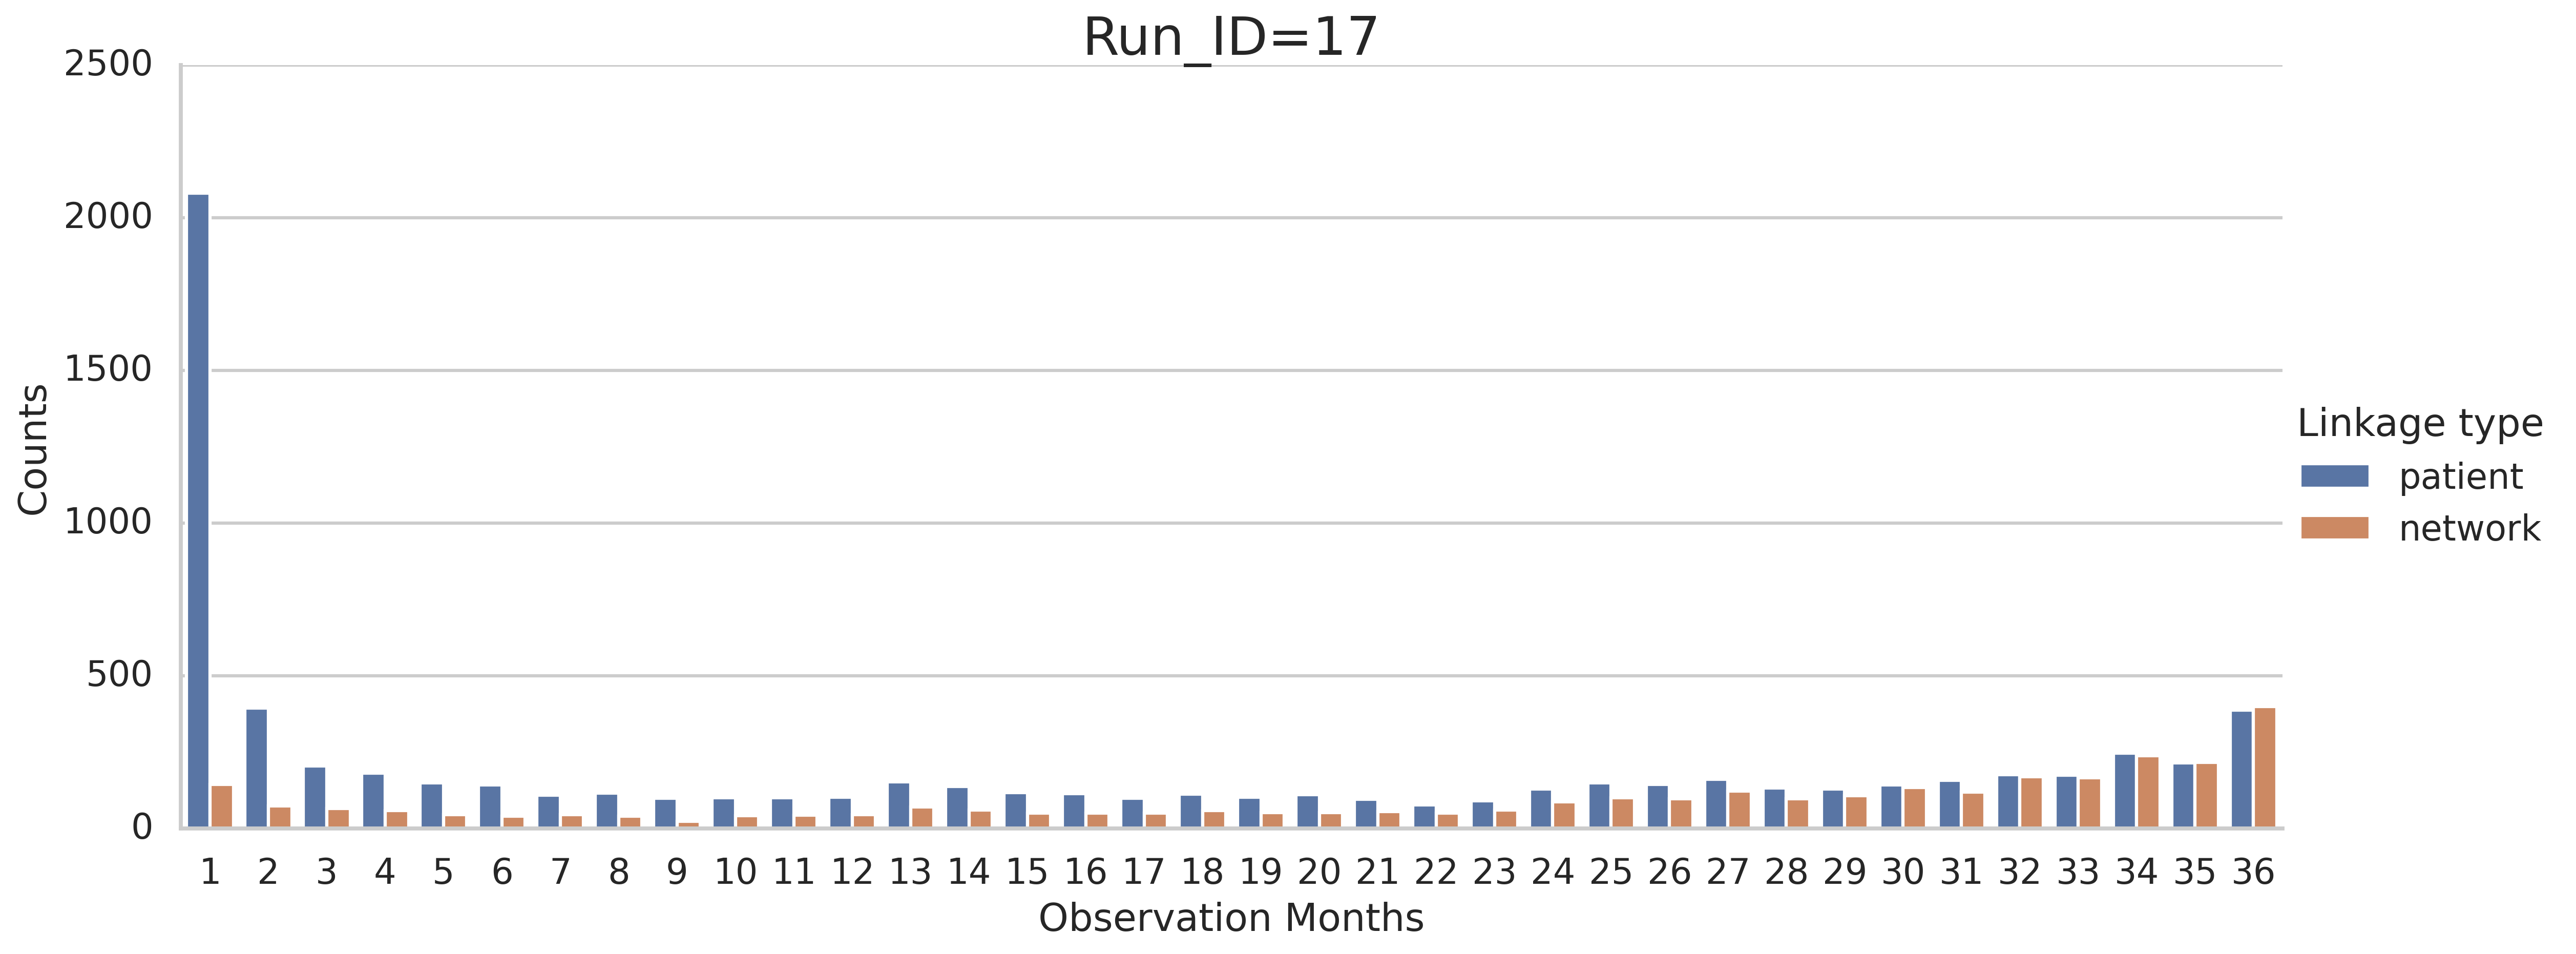 Run_ID=17
2500
2000
1500
1000
500
0
Counts
1 2 3 4 5 6 7 8 9 10 11 12 13 14 15 16 17 18 19 20 21 22 23 24 25 26 27 28 29 30 31 32 33 34 35 36
Observation Months
Linkage type
patient
network